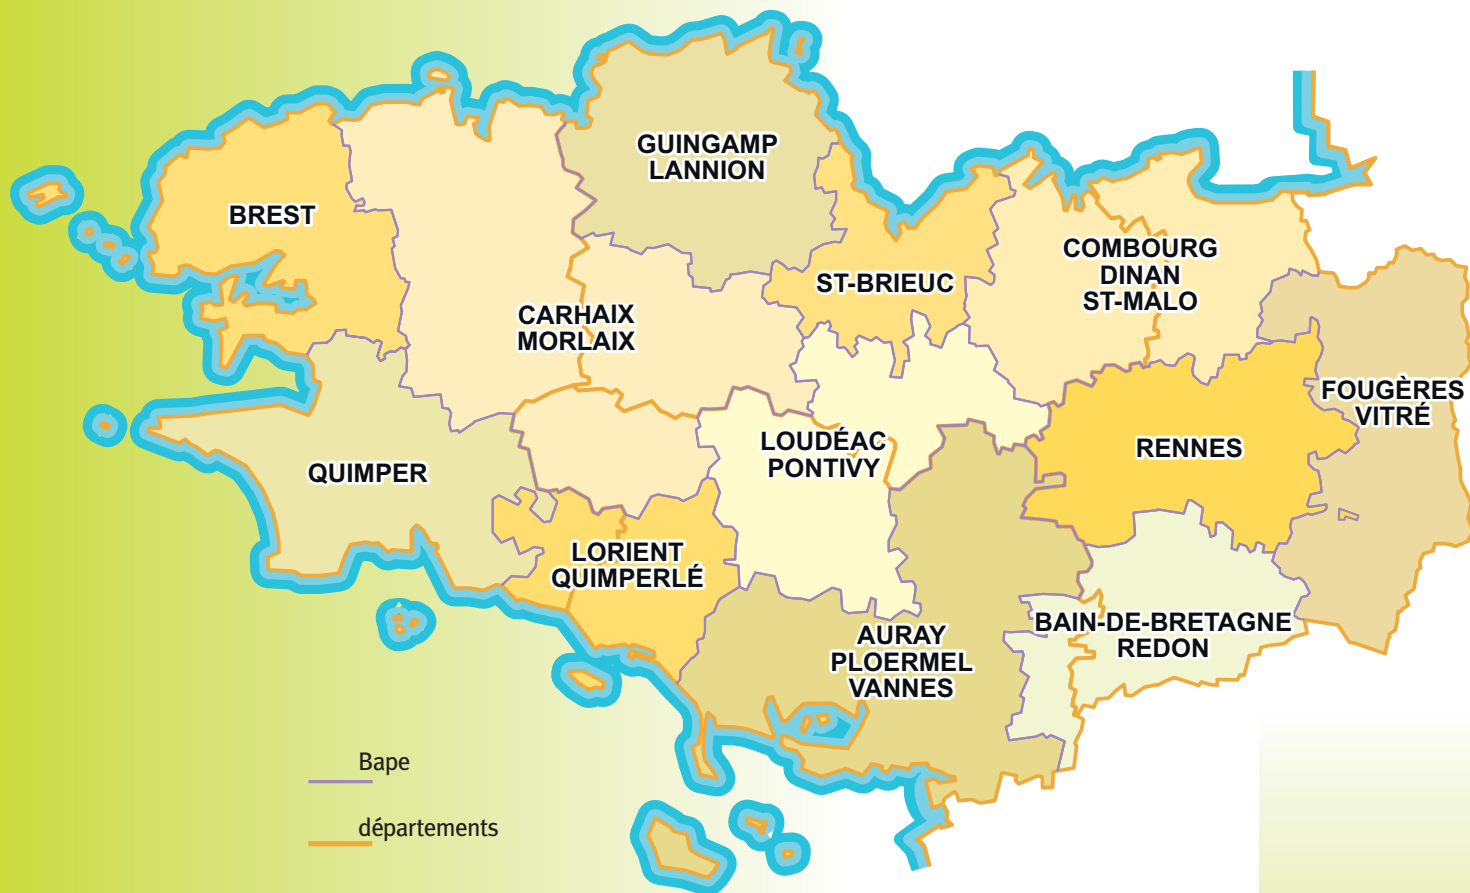 GUINGAMP
LANNION
BREST
COMBOURG
DINAN
ST-MALO
ST-BRIEUC
CARHAIX
MORLAIX
FOUGÈRES
VITRÉ
LOUDÉAC
PONTIVY
RENNES
QUIMPER
LORIENT
QUIMPERLÉ
BAIN-DE-BRETAGNE
REDON
AURAY
PLOERMEL
VANNES
Bape
départements